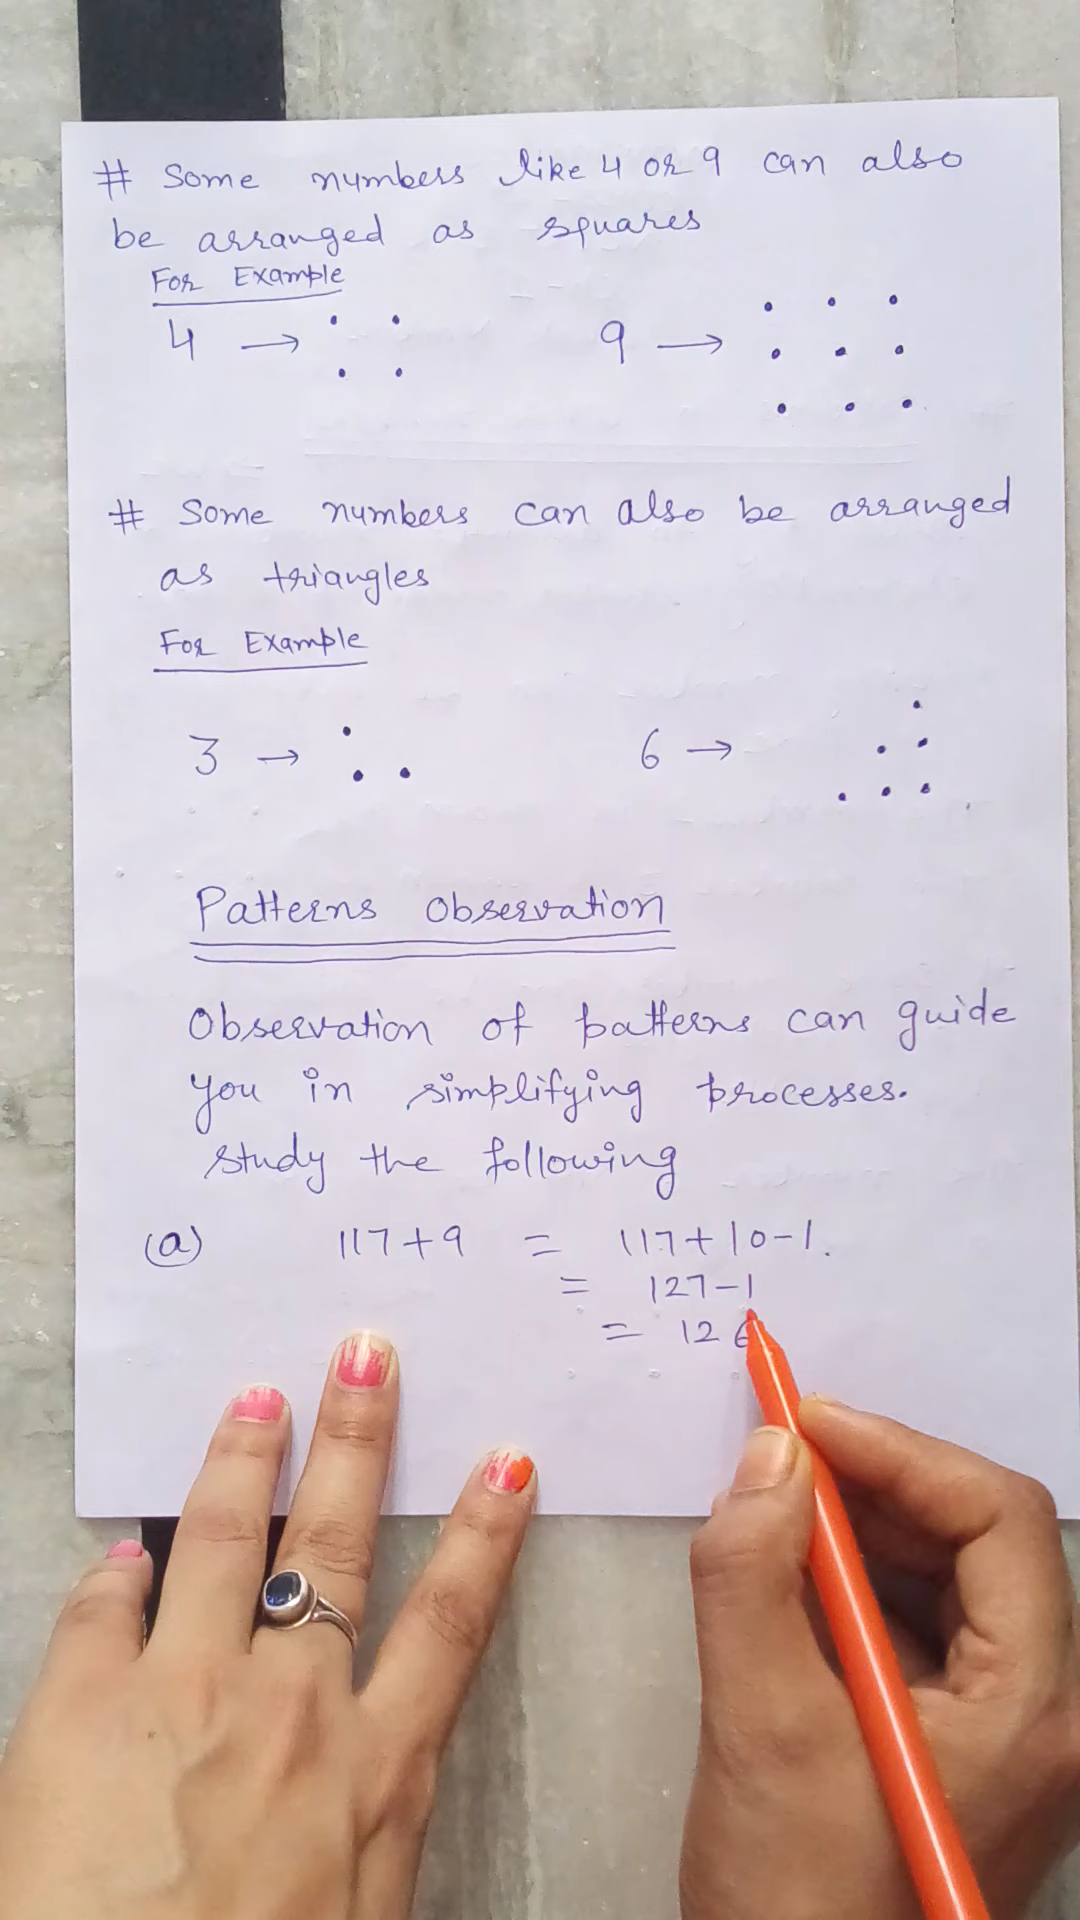 # Some numbers like 4 or 9 can also
be arranged as squares
For Example
4 → 9 →
# Some numbers can also be arranged
as triangles
For Example
3 → 6 →
Patterns Observation
Observation of patterns can guide
you in simplifying processes.
study the following
(a) 117+9 = 117+10-1.
= 127-1
= 126